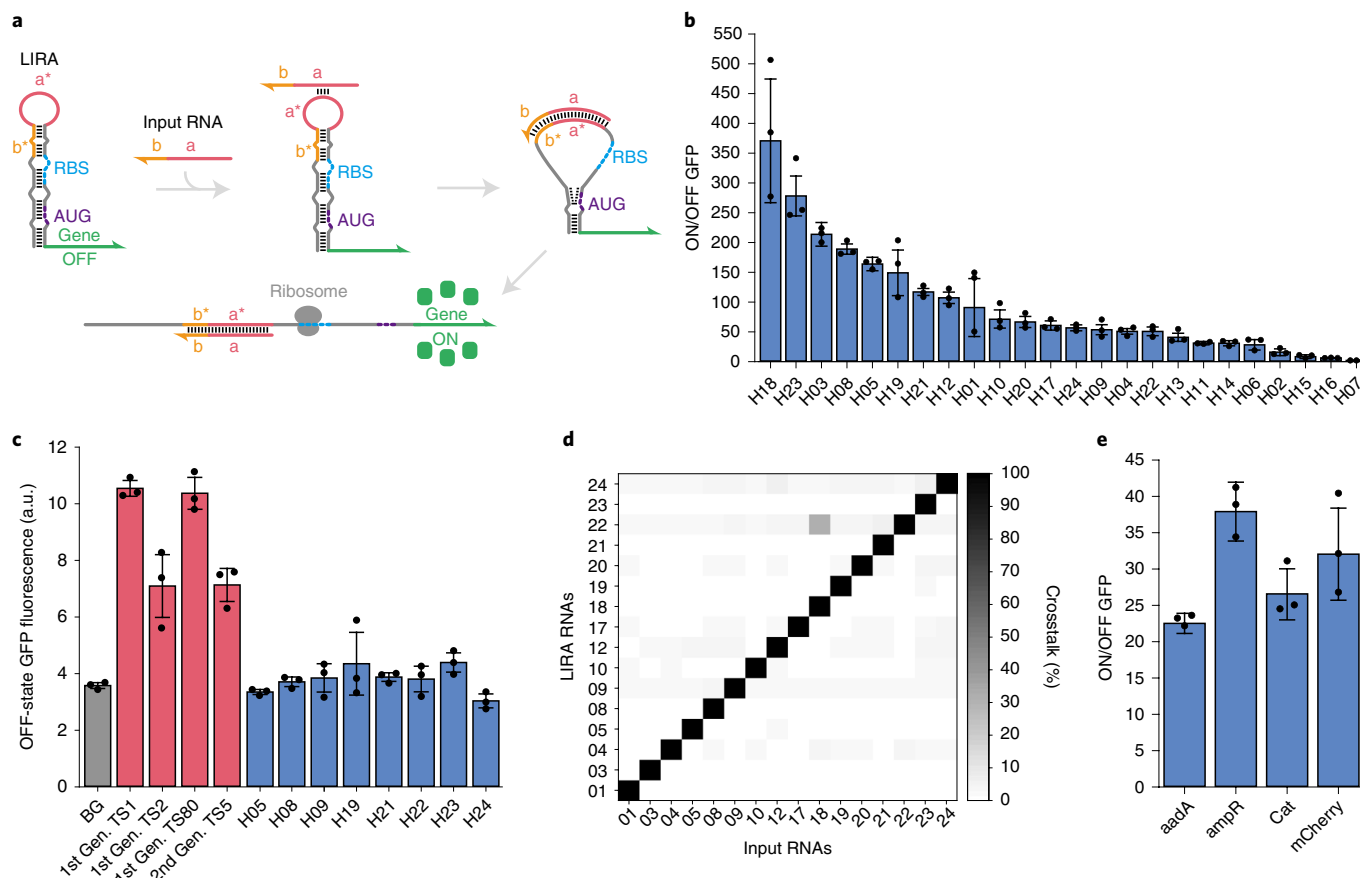 a
LIRA
a*
b*
RBS
AUG
Gene
OFF
Input RNA
b a
b a
a*
b*
RBS
AUG
a
b
b* a*
RBS
AUG
Ribosome
b* a*
b a
Gene
ON
b
ON/OFF GFP
550
500
450
400
350
300
250
200
150
100
50
0
H18 H23 H03 H08 H05 H19 H21 H12 H01 H10 H20 H17 H24 H09 H04 H22 H13 H11 H14 H06 H02 H15 H16 H07
c
OFF-state GFP fluorescence (a.u.)
12
10
8
6
4
2
0
BG 1st Gen. TS1 1st Gen. TS2 1st Gen. TS80 2nd Gen. TS5 H05 H08 H09 H19 H21 H22 H23 H24
d
LIRA RNAs
24
23
22
21
20
19
18
17
12
10
09
08
05
04
03
01
01 03 04 05 08 09 10 12 17 18 19 20 21 22 23 24
Input RNAs
100
90
80
70
60
50
40
30
20
10
0
Crosstalk (%)
e
ON/OFF GFP
45
40
35
30
25
20
15
10
5
0
aadA ampR Cat mCherry